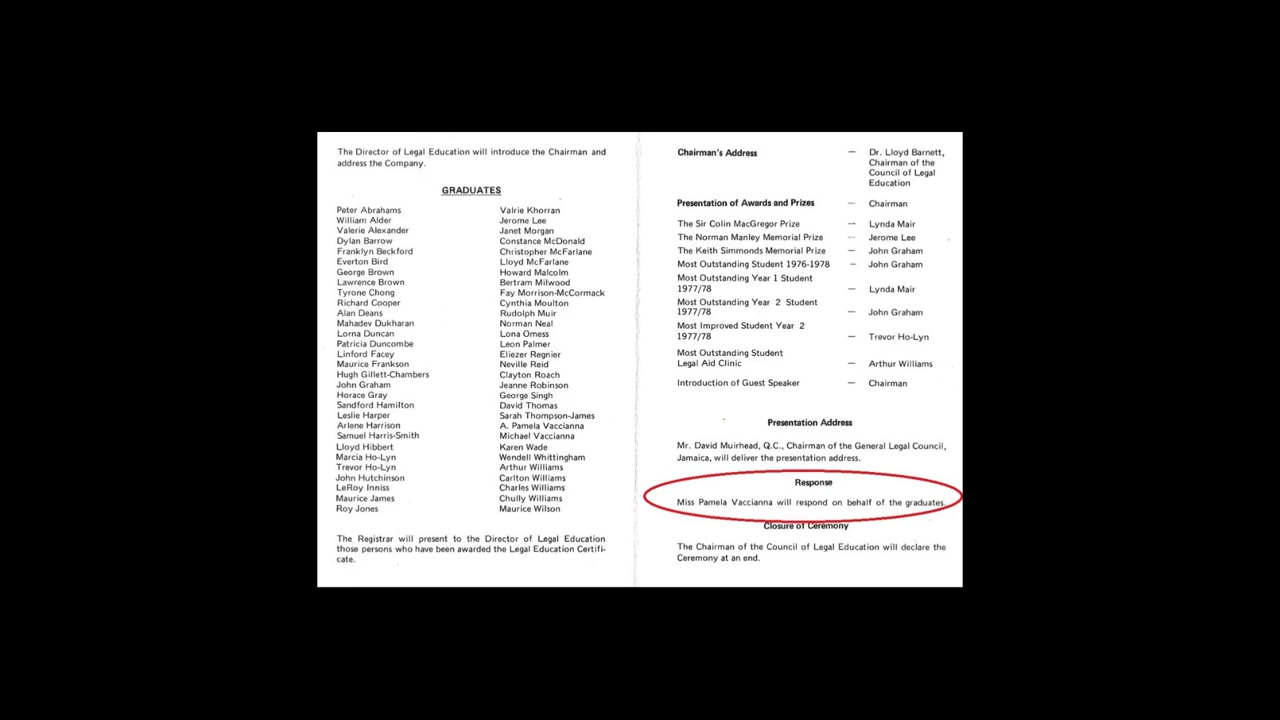 The Director of Legal Education will introduce the Chairman and
address the Company.
GRADUATES
Peter Abrahams
William Alder
Valerie Alexander
Dylan Barrow
Franklyn Beckford
Everton Bird
George Brown
Lawrence Brown
Tyrone Chong
Richard Cooper
Alan Deans
Mahadev Dukharan
Lorna Duncan
Patricia Duncombe
Linford Facey
Maurice Frankson
Hugh Gillett-Chambers
John Graham
Horace Gray
Sandford Hamilton
Leslie Harper
Arlene Harrison
Samuel Harris-Smith
Lloyd Hibbert
Marcia Ho-Lyn
Trevor Ho-Lyn
John Hutchinson
LeRoy Inniss
Maurice James
Roy Jones
Valrie Khorran
Jerome Lee
Janet Morgan
Constance McDonald
Christopher McFarlane
Lloyd McFarlane
Howard Malcolm
Bertram Milwood
Fay Morrison-McCormack
Cynthia Moulton
Rudolph Muir
Norman Neal
Lona Omess
Leon Palmer
Eliezer Regnier
Neville Reid
Clayton Roach
Jeanne Robinson
George Singh
David Thomas
Sarah Thompson-James
A. Pamela Vaccianna
Michael Vaccianna
Karen Wade
Wendell Whittingham
Arthur Williams
Carlton Williams
Charles Williams
Chully Williams
Maurice Wilson
The Registrar will present to the Director of Legal Education
those persons who have been awarded the Legal Education Certifi-
cate.
Chairman's Address — Dr. Lloyd Barnett,
Chairman of the
Council of Legal
Education
Presentation of Awards and Prizes — Chairman
The Sir Colin MacGregor Prize — Lynda Mair
The Norman Manley Memorial Prize — Jerome Lee
The Keith Simmonds Memorial Prize — John Graham
Most Outstanding Student 1976-1978 — John Graham
Most Outstanding Year 1 Student
1977/78 — Lynda Mair
Most Outstanding Year 2 Student
1977/78 — John Graham
Most Improved Student Year 2
1977/78 — Trevor Ho-Lyn
Most Outstanding Student
Legal Aid Clinic — Arthur Williams
Introduction of Guest Speaker — Chairman
Presentation Address
Mr. David Muirhead, Q.C., Chairman of the General Legal Council,
Jamaica, will deliver the presentation address.
Response
Miss Pamela Vaccianna will respond on behalf of the graduates.
Closure of Ceremony
The Chairman of the Council of Legal Education will declare the
Ceremony at an end.